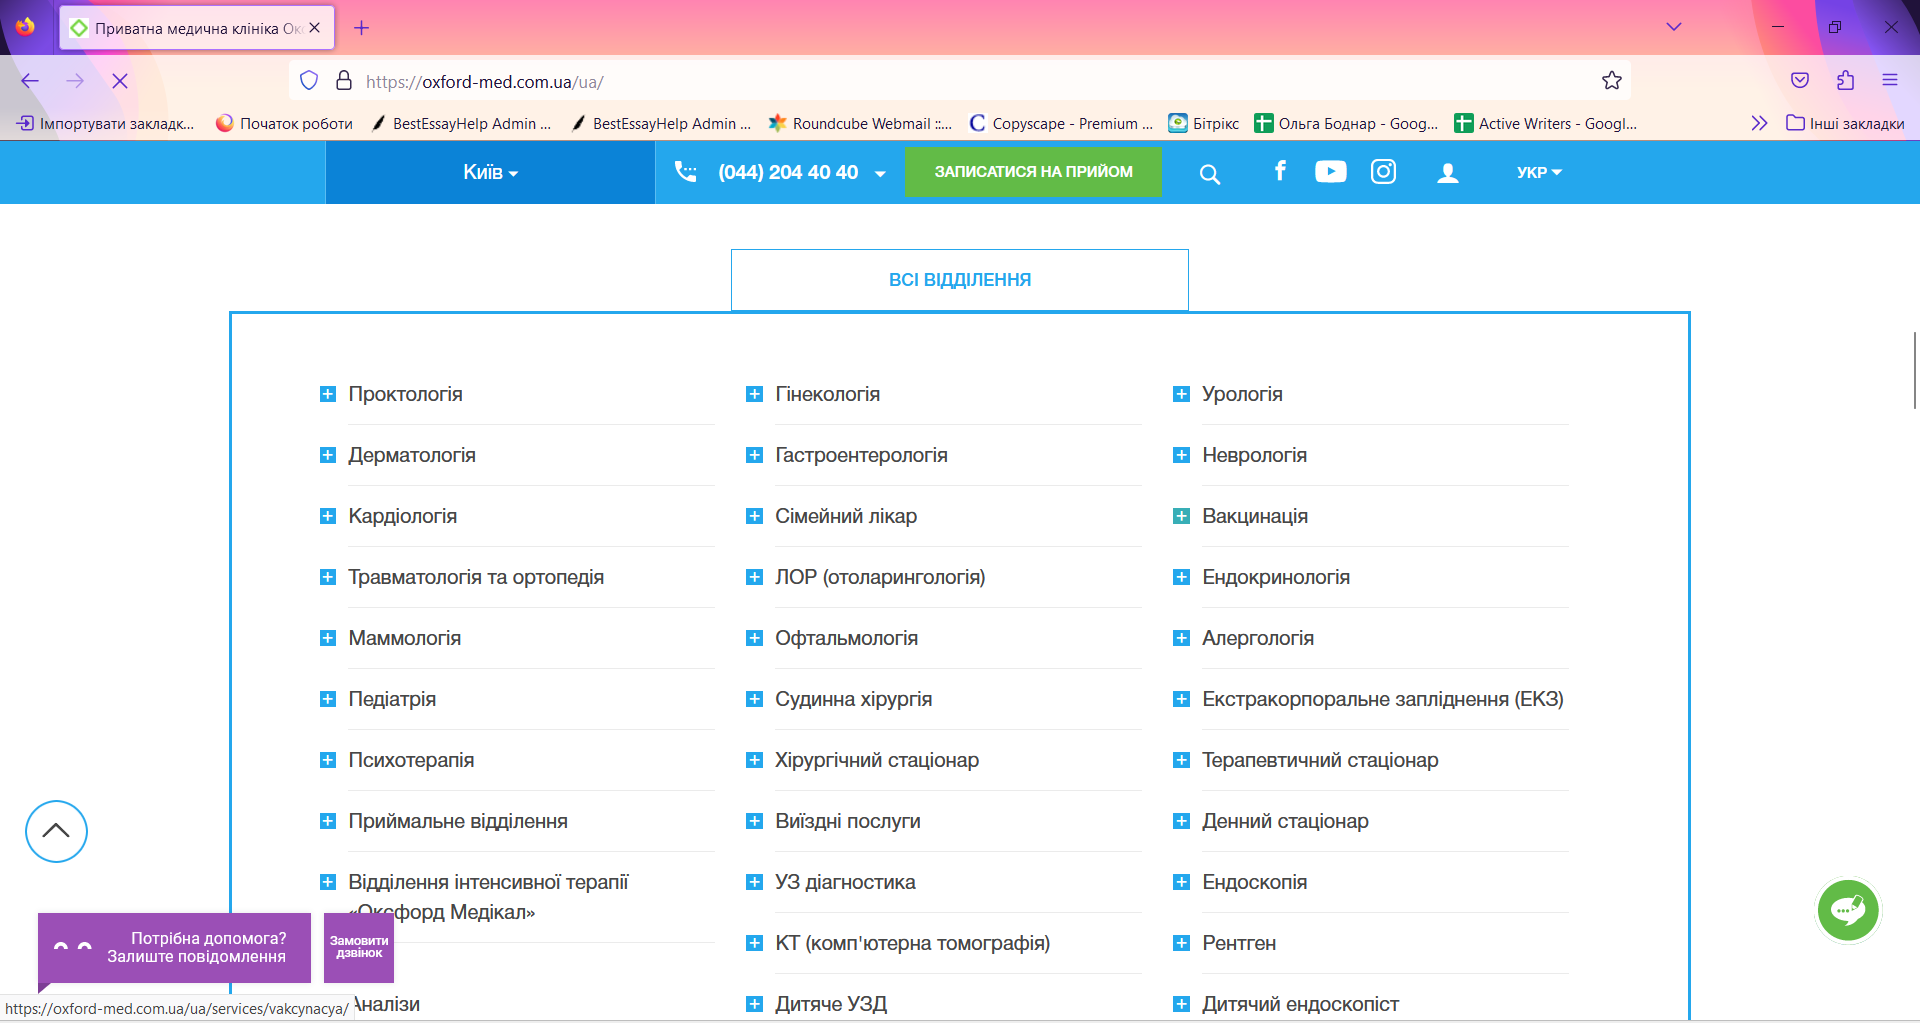 Приватна медична клініка Окс
https://oxford-med.com.ua/ua/
Імпортувати закладк...
Початок роботи
BestEssayHelp Admin ...
BestEssayHelp Admin ...
Roundcube Webmail ::...
Copyscape - Premium ...
Бітрікс
Ольга Боднар - Goog...
Active Writers - Googl...
Інші закладки
Київ
(044) 204 40 40
ЗАПИСАТИСЯ НА ПРИЙОМ
УКР
ВСІ ВІДДІЛЕННЯ
Проктологія
Гінекологія
Урологія
Дерматологія
Гастроентерологія
Неврологія
Кардіологія
Сімейний лікар
Вакцинація
Травматологія та ортопедія
ЛОР (отоларингологія)
Ендокринологія
Маммологія
Офтальмологія
Алергологія
Педіатрія
Судинна хірургія
Екстракорпоральне запліднення (ЕКЗ)
Психотерапія
Хірургічний стаціонар
Терапевтичний стаціонар
Приймальне відділення
Виїздні послуги
Денний стаціонар
Відділення інтенсивної терапії
«Оксфорд Медікал»
УЗ діагностика
Ендоскопія
КТ (комп'ютерна томографія)
Рентген
Аналізи
Дитяче УЗД
Дитячий ендоскопіст
Потрібна допомога?
Залиште повідомлення
Замовити
дзвінок
https://oxford-med.com.ua/ua/services/vakcynacya/